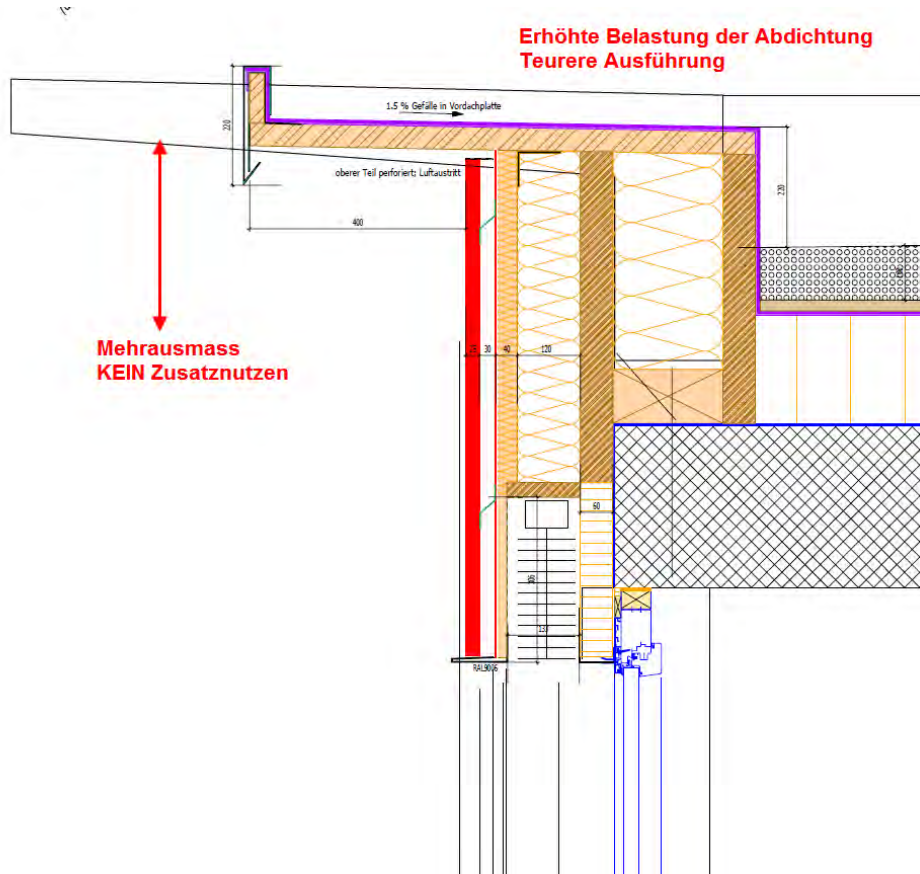 Erhöhte Belastung der Abdichtung
Teurere Ausführung
1.5 % Gefälle in Vordachplatte
220
oberer Teil perforiert: Luftaustritt
220
400
Mehrausmass
KEIN Zusatznutzen
30
40
120
60
133
RAL9006